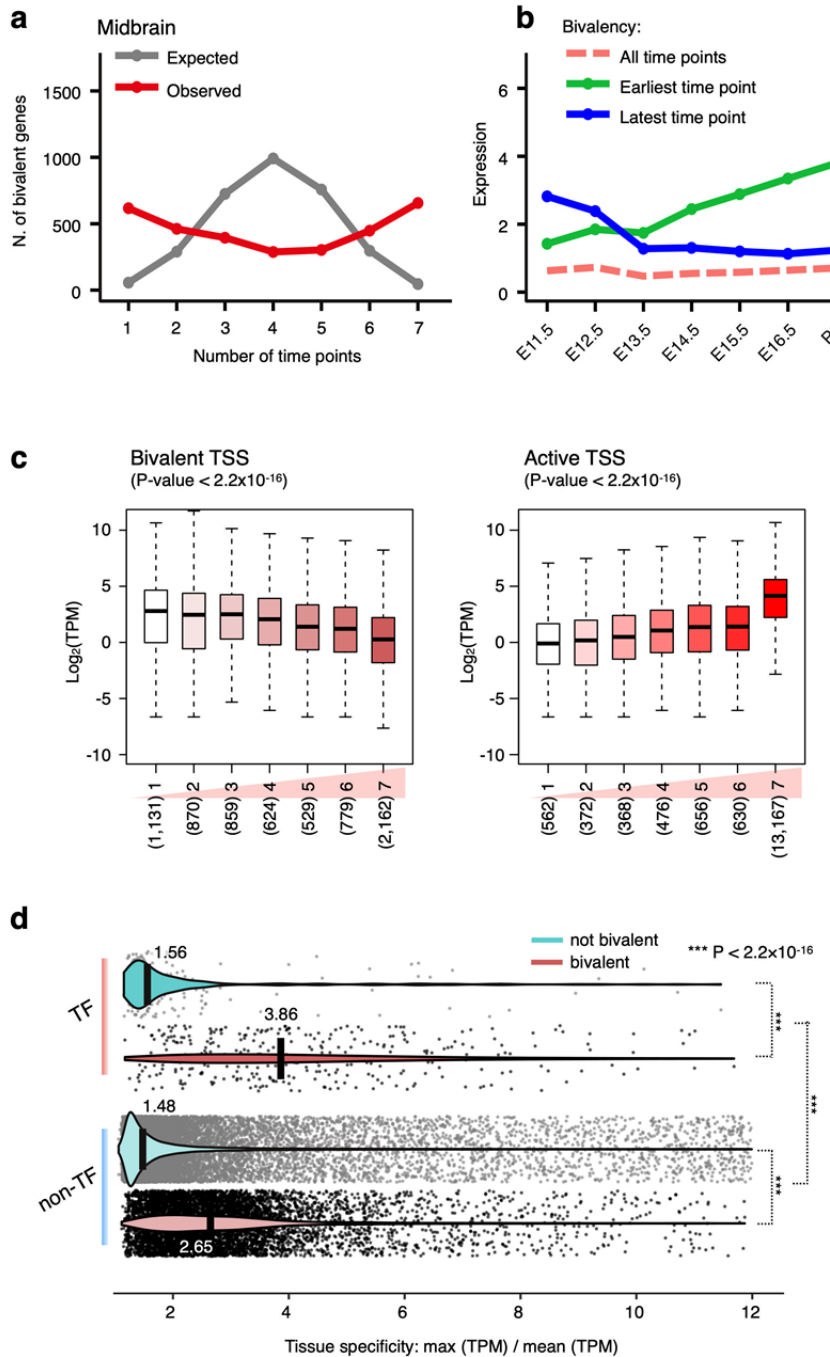 a
Midbrain
Expected
Observed
N. of bivalent genes
1500
1000
500
0
1 2 3 4 5 6 7
Number of time points
b
Bivalency:
All time points
Earliest time point
Latest time point
Expression
6
4
2
0
E11.5 E12.5 E13.5 E14.5 E15.5 E16.5 P
c
Bivalent TSS
(P-value < 2.2x10⁻¹⁶)
Log₂(TPM)
10
5
0
-5
-10
(1,131) 1
(870) 2
(859) 3
(624) 4
(529) 5
(779) 6
(2,162) 7
Active TSS
(P-value < 2.2x10⁻¹⁶)
Log₂(TPM)
10
5
0
-5
-10
(562) 1
(372) 2
(368) 3
(476) 4
(656) 5
(630) 6
(13,167) 7
d
not bivalent
bivalent
*** P < 2.2x10⁻¹⁶
TF
1.56
3.86
***
***
non-TF
1.48
2.65
***
2 4 6 8 10 12
Tissue specificity: max (TPM) / mean (TPM)